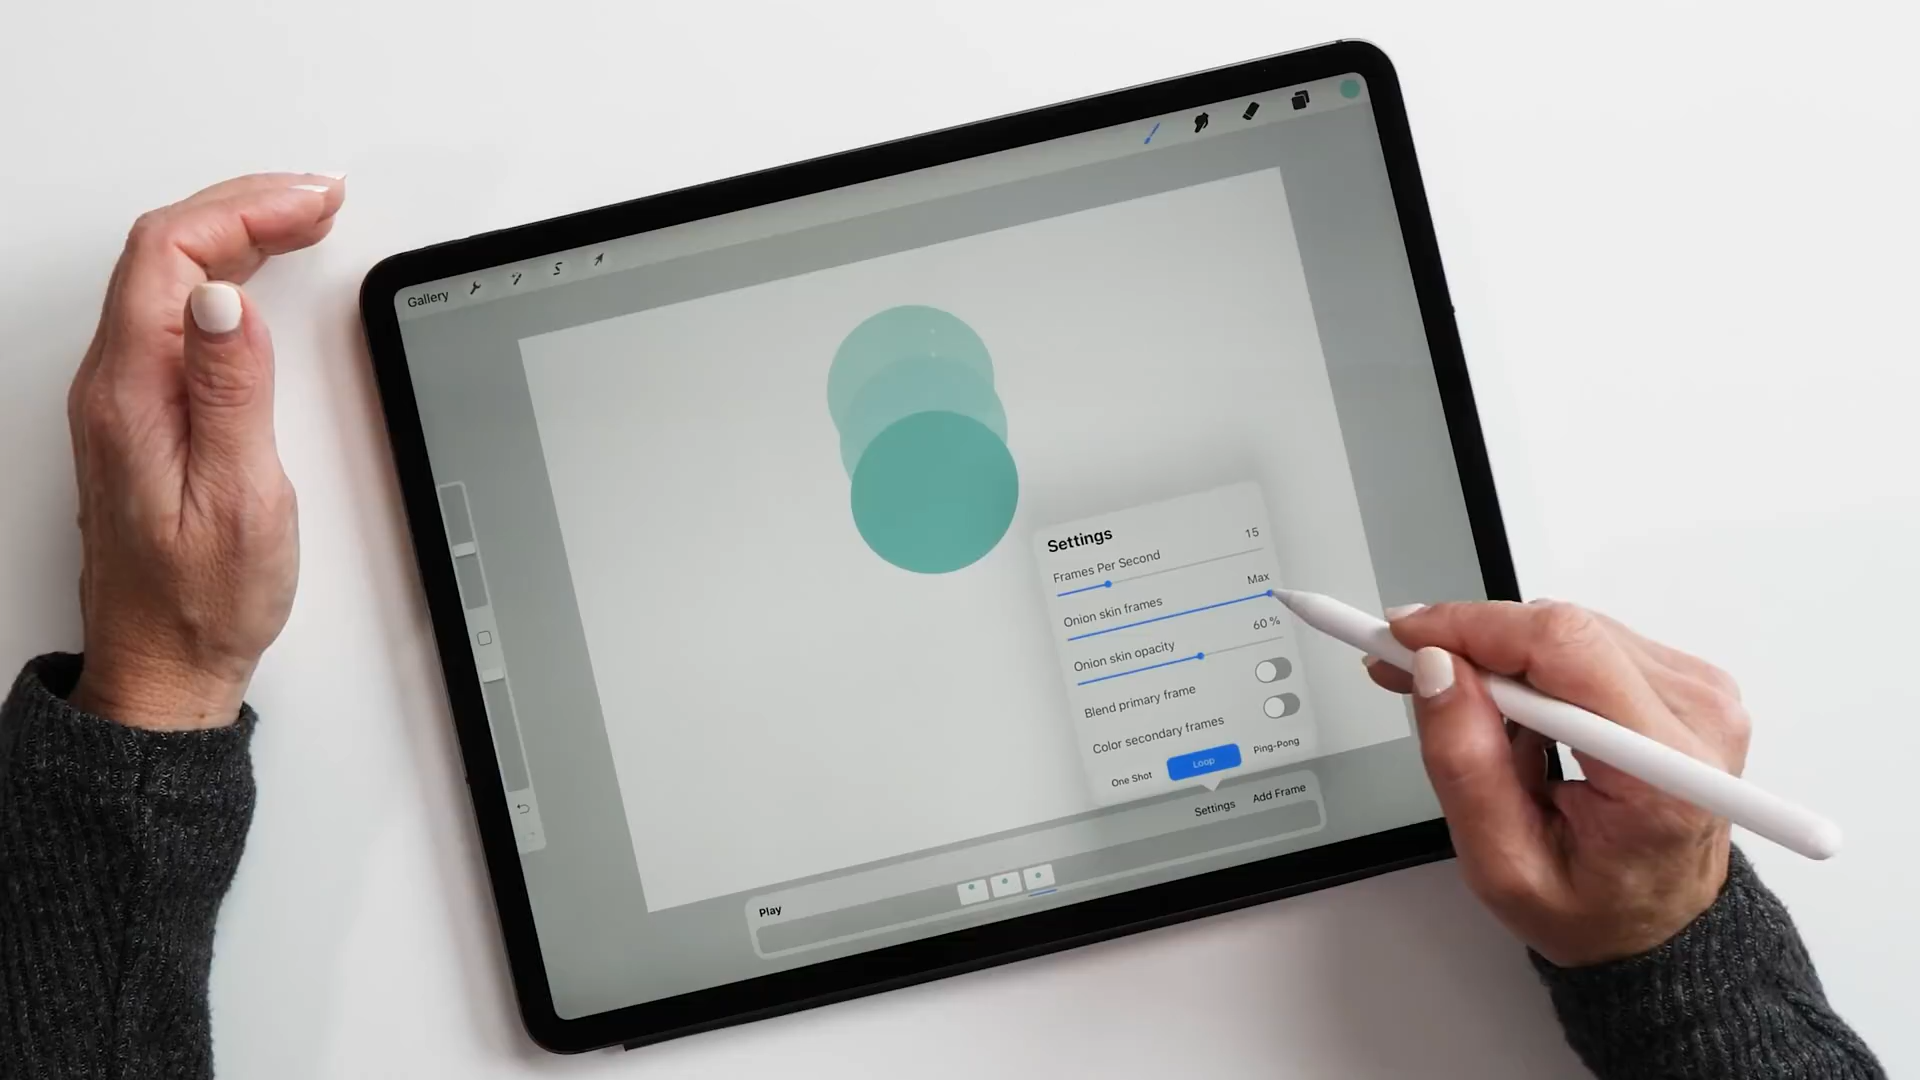 Gallery
Settings
Frames Per Second 15
Onion skin frames Max
Onion skin opacity 60 %
Blend primary frame
Color secondary frames
One Shot Loop Ping-Pong
Play Settings Add Frame